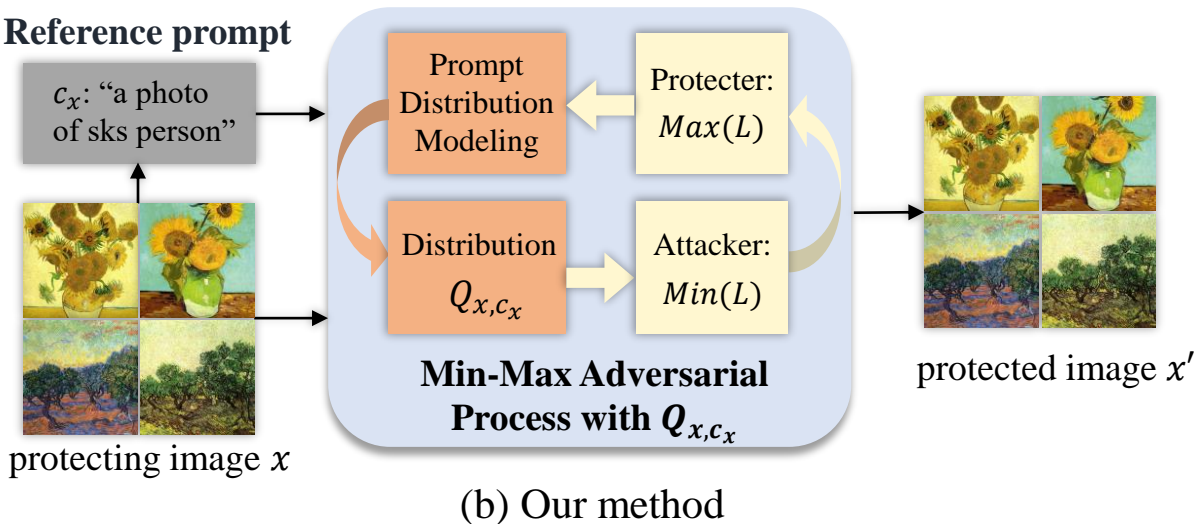 Reference prompt
c_x: "a photo
of sks person"
protecting image x
Prompt
Distribution
Modeling
Protecter:
Max(L)
Distribution
Q_{x,c_x}
Attacker:
Min(L)
Min-Max Adversarial
Process with Q_{x,c_x}
protected image x′
(b) Our method